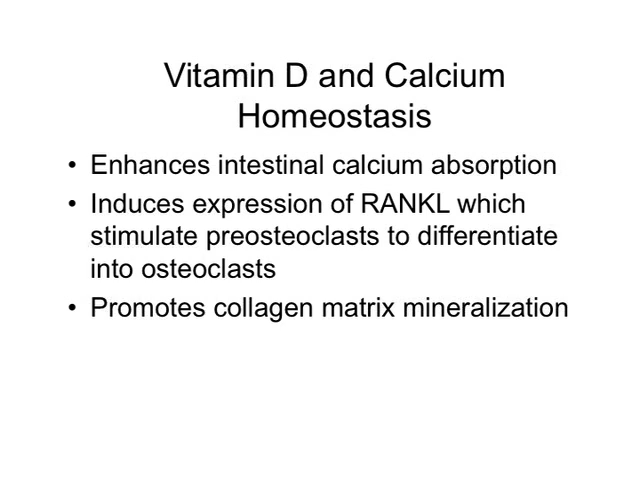 Vitamin D and Calcium
Homeostasis
• Enhances intestinal calcium absorption
• Induces expression of RANKL which
stimulate preosteoclasts to differentiate
into osteoclasts
• Promotes collagen matrix mineralization